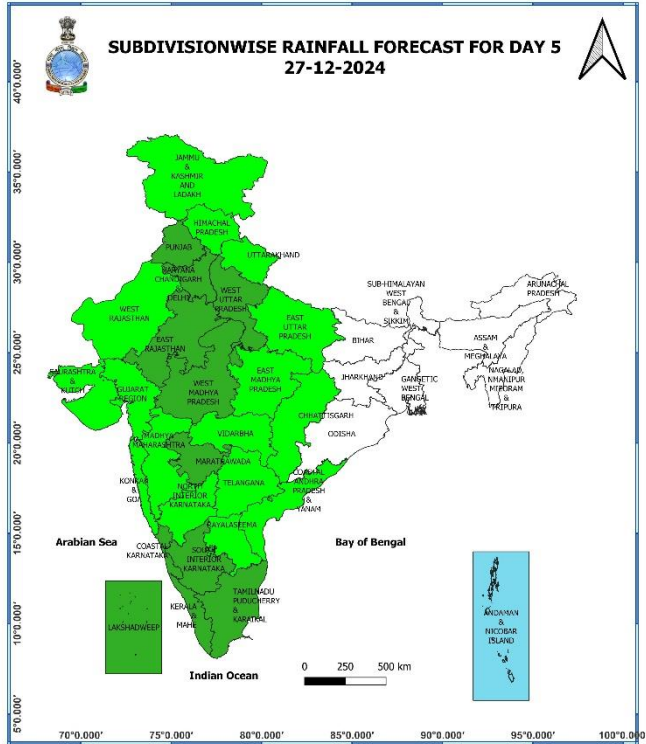 SUBDIVISIONWISE RAINFALL FORECAST FOR DAY 5
27-12-2024
40°0.000'
35°0.000'
30°0.000'
25°0.000'
20°0.000'
15°0.000'
10°0.000'
5°0.000'
JAMMU
&
KASHMIR
AND
LADAKH
HIMACHAL
PRADESH
PUNJAB
UTTARAKHAND
HARYANA
CHANDIGARH
&
DELHI
WEST
UTTAR
PRADESH
SUB-HIMALAYAN
WEST
BENGAL
&
SIKKIM
ARUNACHAL
PRADESH
WEST
RAJASTHAN
EAST
UTTAR
PRADESH
EAST
RAJASTHAN
BIHAR
ASSAM
&
MEGHALAYA
SAURASHTRA
&
KUTCH
GUJARAT
REGION
WEST
MADHYA
PRADESH
EAST
MADHYA
PRADESH
JHARKHAND
GANGETIC
WEST
BENGAL
NAGALAD,
NMANIPUR
MIZORAM
&
TRIPURA
CHHATTISGARH
ODISHA
MADHYA
MAHARASHTRA
VIDARBHA
MARATHAWADA
KONKAN
&
GOA
NORTH
INTERIOR
KARNATAKA
TELANGANA
COASTAL
ANDHRA
PRADESH
&
YANAM
RAYALASEEMA
Arabian Sea
COASTAL
KARNATAKA
SOUTH
INTERIOR
KARNATAKA
Bay of Bengal
LAKSHADWEEP
KERALA
&
MAHE
TAMILNADU
PUDUCHERRY
&
KARAIKAL
ANDAMAN
&
NICOBAR
ISLAND
Indian Ocean
0 250 500 km
70°0.000' 75°0.000' 80°0.000' 85°0.000' 90°0.000' 95°0.000' 100°0.000'